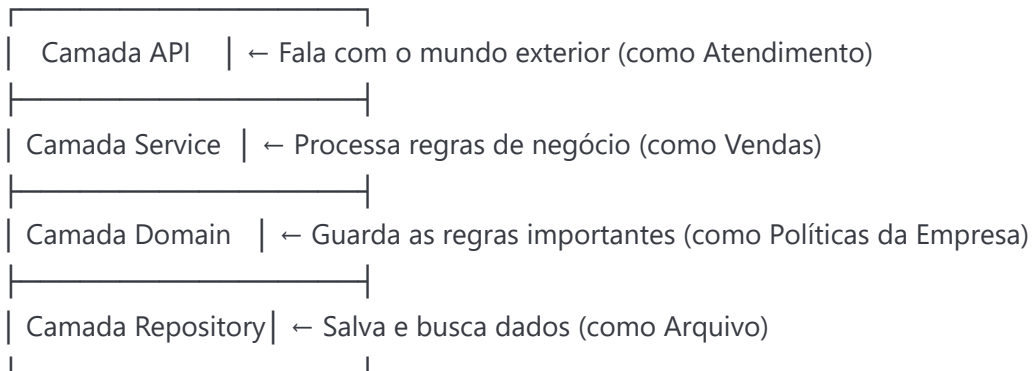 │ Camada API │ ← Fala com o mundo exterior (como Atendimento)
│ Camada Service │ ← Processa regras de negócio (como Vendas)
│ Camada Domain │ ← Guarda as regras importantes (como Políticas da Empresa)
│ Camada Repository│ ← Salva e busca dados (como Arquivo)